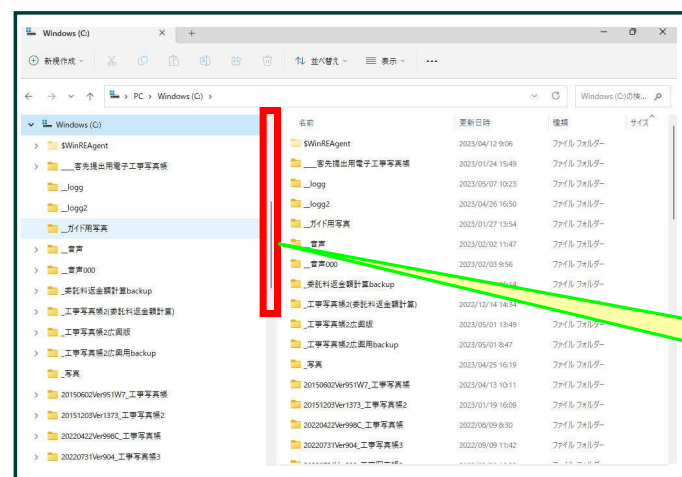 Windows (C:)
新規作成
並べ替え
表示
PC › Windows (C:) ›
Windows (C:)の検...
Windows (C:)
$WinREAgent
___客先提出用電子工事写真帳
__logg
__logg2
__ガイド用写真
__音声
__音声000
_委託料返金額計算backup
_工事写真帳2(委託料返金額計算)
_工事写真帳2広興版
_工事写真帳2広興用backup
_写真
20150602Ver951W7_工事写真帳
20151203Ver1373_工事写真帳2
20220422Ver998C_工事写真帳
20220731Ver904_工事写真帳3
名前 更新日時 種類 サイズ
$WinREAgent 2023/04/12 9:06 ファイル フォルダー
___客先提出用電子工事写真帳 2023/01/24 15:49 ファイル フォルダー
__logg 2023/05/07 10:23 ファイル フォルダー
__logg2 2023/04/26 16:50 ファイル フォルダー
__ガイド用写真 2023/01/27 13:54 ファイル フォルダー
__音声 2023/02/02 11:47 ファイル フォルダー
__音声000 2023/02/03 9:56 ファイル フォルダー
_委託料返金額計算backup ファイル フォルダー
_工事写真帳2(委託料返金額計算) 2022/12/14 14:34
_工事写真帳2広興版 2023/05/01 13:49 ファイル フォルダー
_工事写真帳2広興用backup 2023/05/01 8:47 ファイル フォルダー
_写真 2023/04/25 16:19 ファイル フォルダー
20150602Ver951W7_工事写真帳 2023/04/13 10:11 ファイル フォルダー
20151203Ver1373_工事写真帳2 2023/01/19 16:09 ファイル フォルダー
20220422Ver998C_工事写真帳 2022/08/09 8:30 ファイル フォルダー
20220731Ver904_工事写真帳3 2022/09/09 11:42 ファイル フォルダー